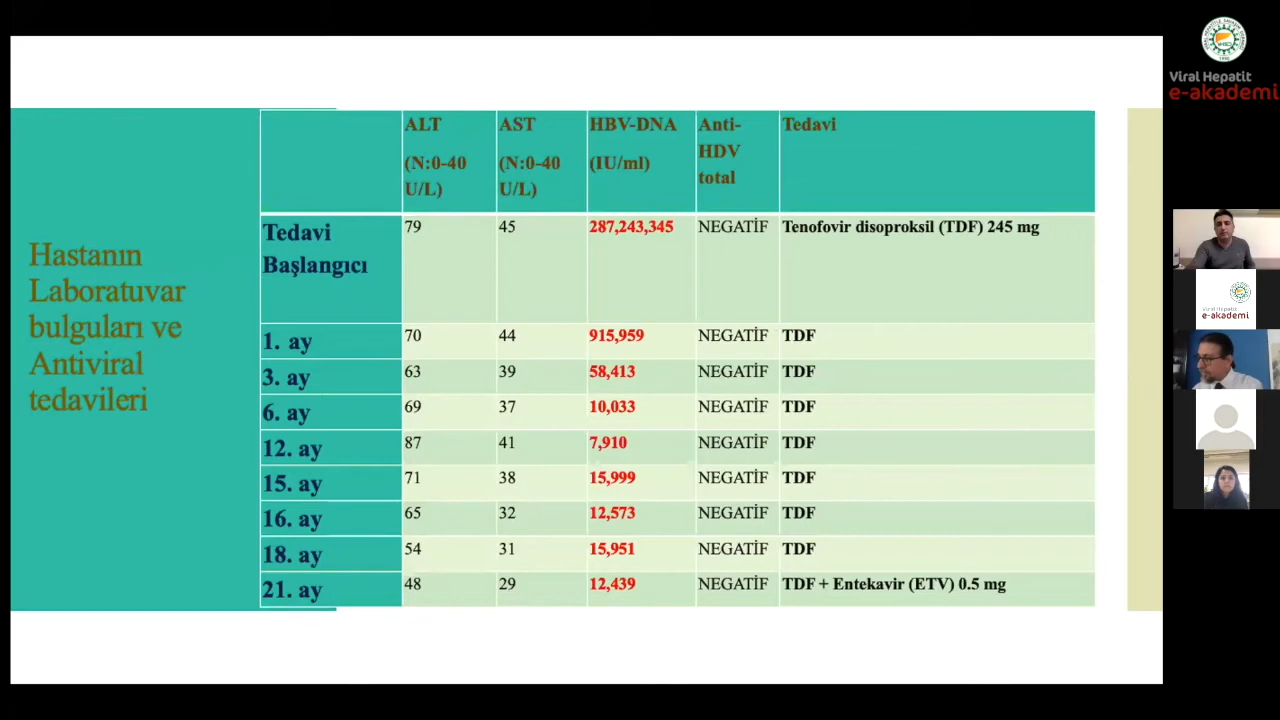 Viral Hepatit
e-akademi
Hastanın
Laboratuvar
bulguları ve
Antiviral
tedavileri
ALT (N:0-40 U/L) AST (N:0-40 U/L) HBV-DNA (IU/ml) Anti-HDV total Tedavi
Tedavi Başlangıcı 79 45 287,243,345 NEGATİF Tenofovir disoproksil (TDF) 245 mg
1. ay 70 44 915,959 NEGATİF TDF
3. ay 63 39 58,413 NEGATİF TDF
6. ay 69 37 10,033 NEGATİF TDF
12. ay 87 41 7,910 NEGATİF TDF
15. ay 71 38 15,999 NEGATİF TDF
16. ay 65 32 12,573 NEGATİF TDF
18. ay 54 31 15,951 NEGATİF TDF
21. ay 48 29 12,439 NEGATİF TDF + Entekavir (ETV) 0.5 mg
Viral Hepatit
e-akademi